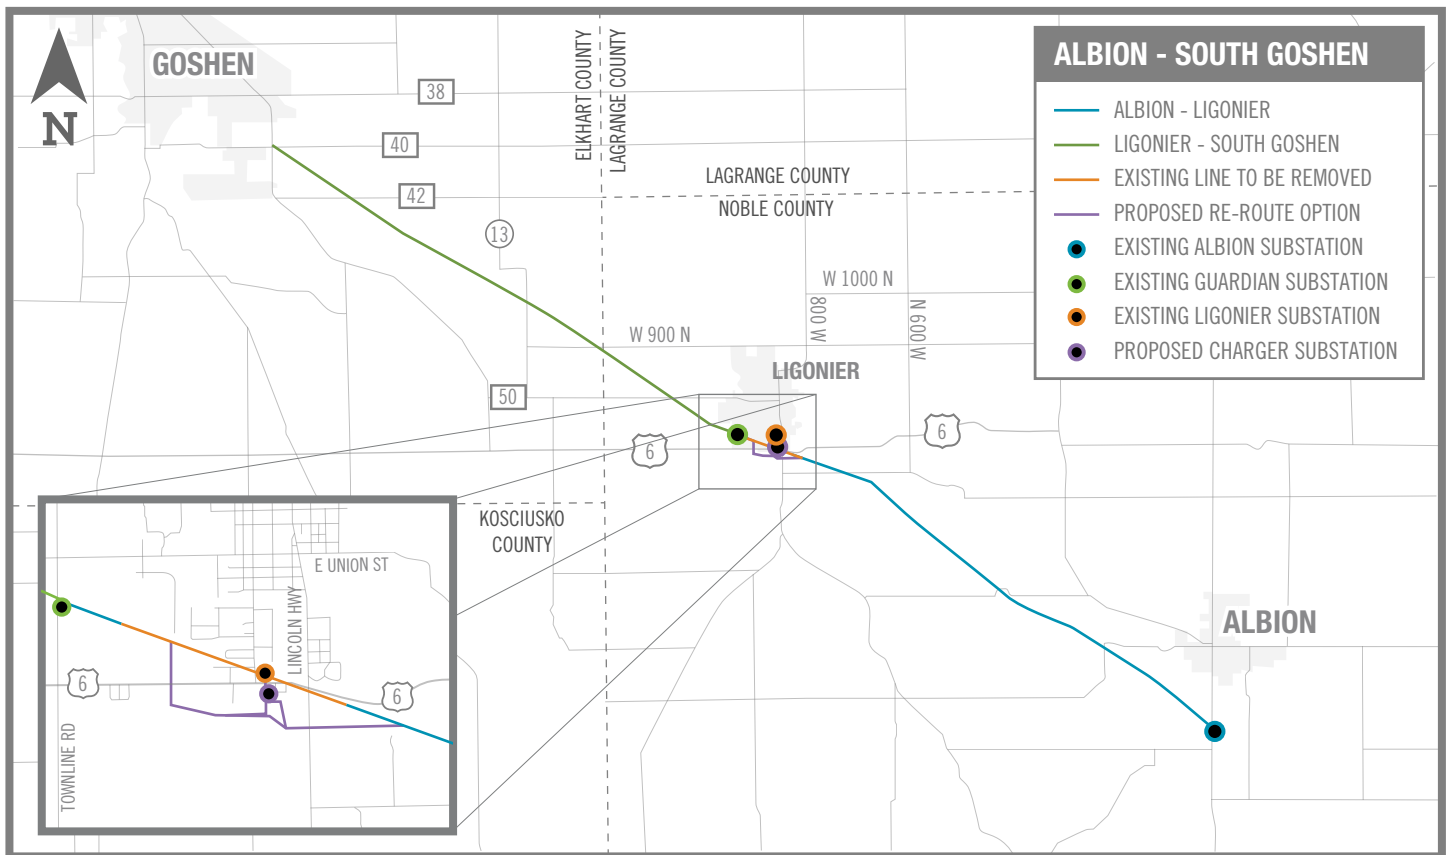 GOSHEN
N
38
40
42
13
ELKHART COUNTY
LAGRANGE COUNTY
LAGRANGE COUNTY
NOBLE COUNTY
W 1000 N
800 W
N 600 W
W 900 N
LIGONIER
50
6
6
KOSCIUSKO
COUNTY
ALBION
ALBION - SOUTH GOSHEN
ALBION - LIGONIER
LIGONIER - SOUTH GOSHEN
EXISTING LINE TO BE REMOVED
PROPOSED RE-ROUTE OPTION
EXISTING ALBION SUBSTATION
EXISTING GUARDIAN SUBSTATION
EXISTING LIGONIER SUBSTATION
PROPOSED CHARGER SUBSTATION
E UNION ST
LINCOLN HWY
6
6
TOWNLINE RD